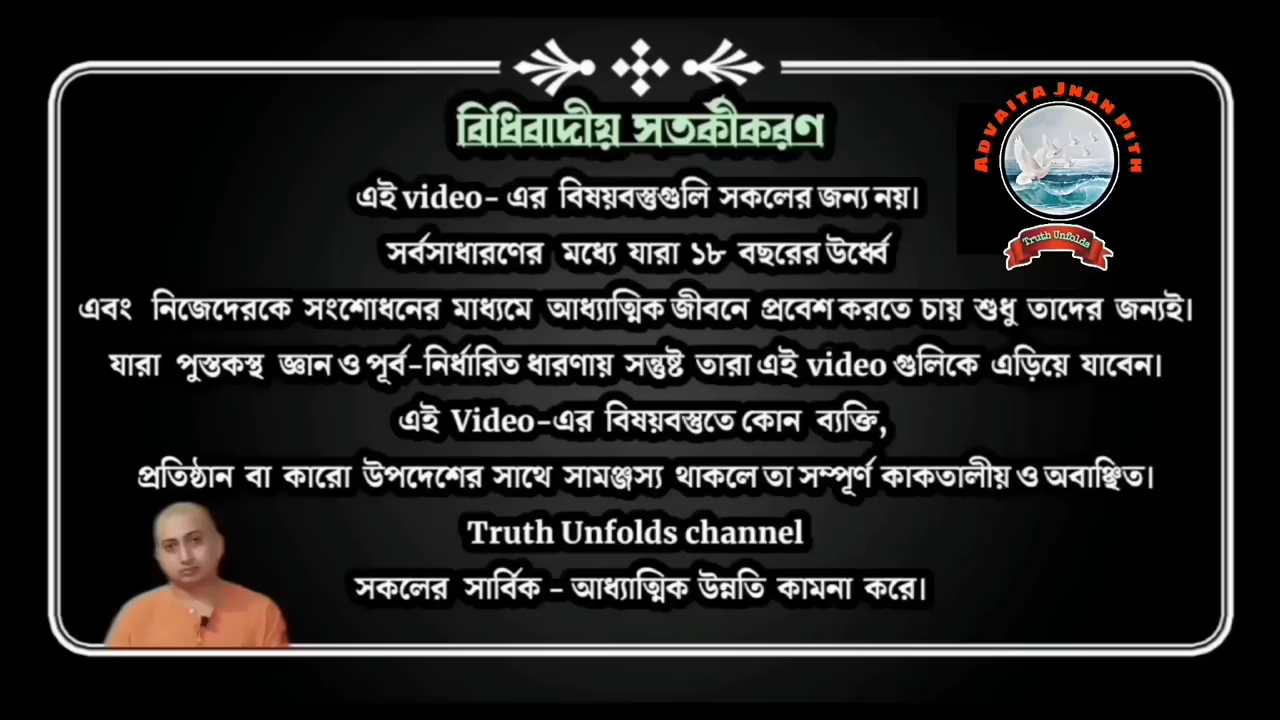 বিধিবাদীয় সতর্কীকরণ
ADVAITA JNAN PITH
Truth Unfolds
এই video- এর বিষয়বস্তুগুলি সকলের জন্য নয়।
সর্বসাধারণের মধ্যে যারা ১৮ বছরের উর্ধ্বে
এবং নিজেদেরকে সংশোধনের মাধ্যমে আধ্যাত্মিক জীবনে প্রবেশ করতে চায় শুধু তাদের জন্যই।
যারা পুস্তকস্থ জ্ঞান ও পূর্ব-নির্ধারিত ধারণায় সন্তুষ্ট তারা এই video গুলিকে এড়িয়ে যাবেন।
এই Video-এর বিষয়বস্তুতে কোন ব্যক্তি,
প্রতিষ্ঠান বা কারো উপদেশের সাথে সামঞ্জস্য থাকলে তা সম্পূর্ণ কাকতালীয় ও অবাঞ্ছিত।
Truth Unfolds channel
সকলের সার্বিক - আধ্যাত্মিক উন্নতি কামনা করে।